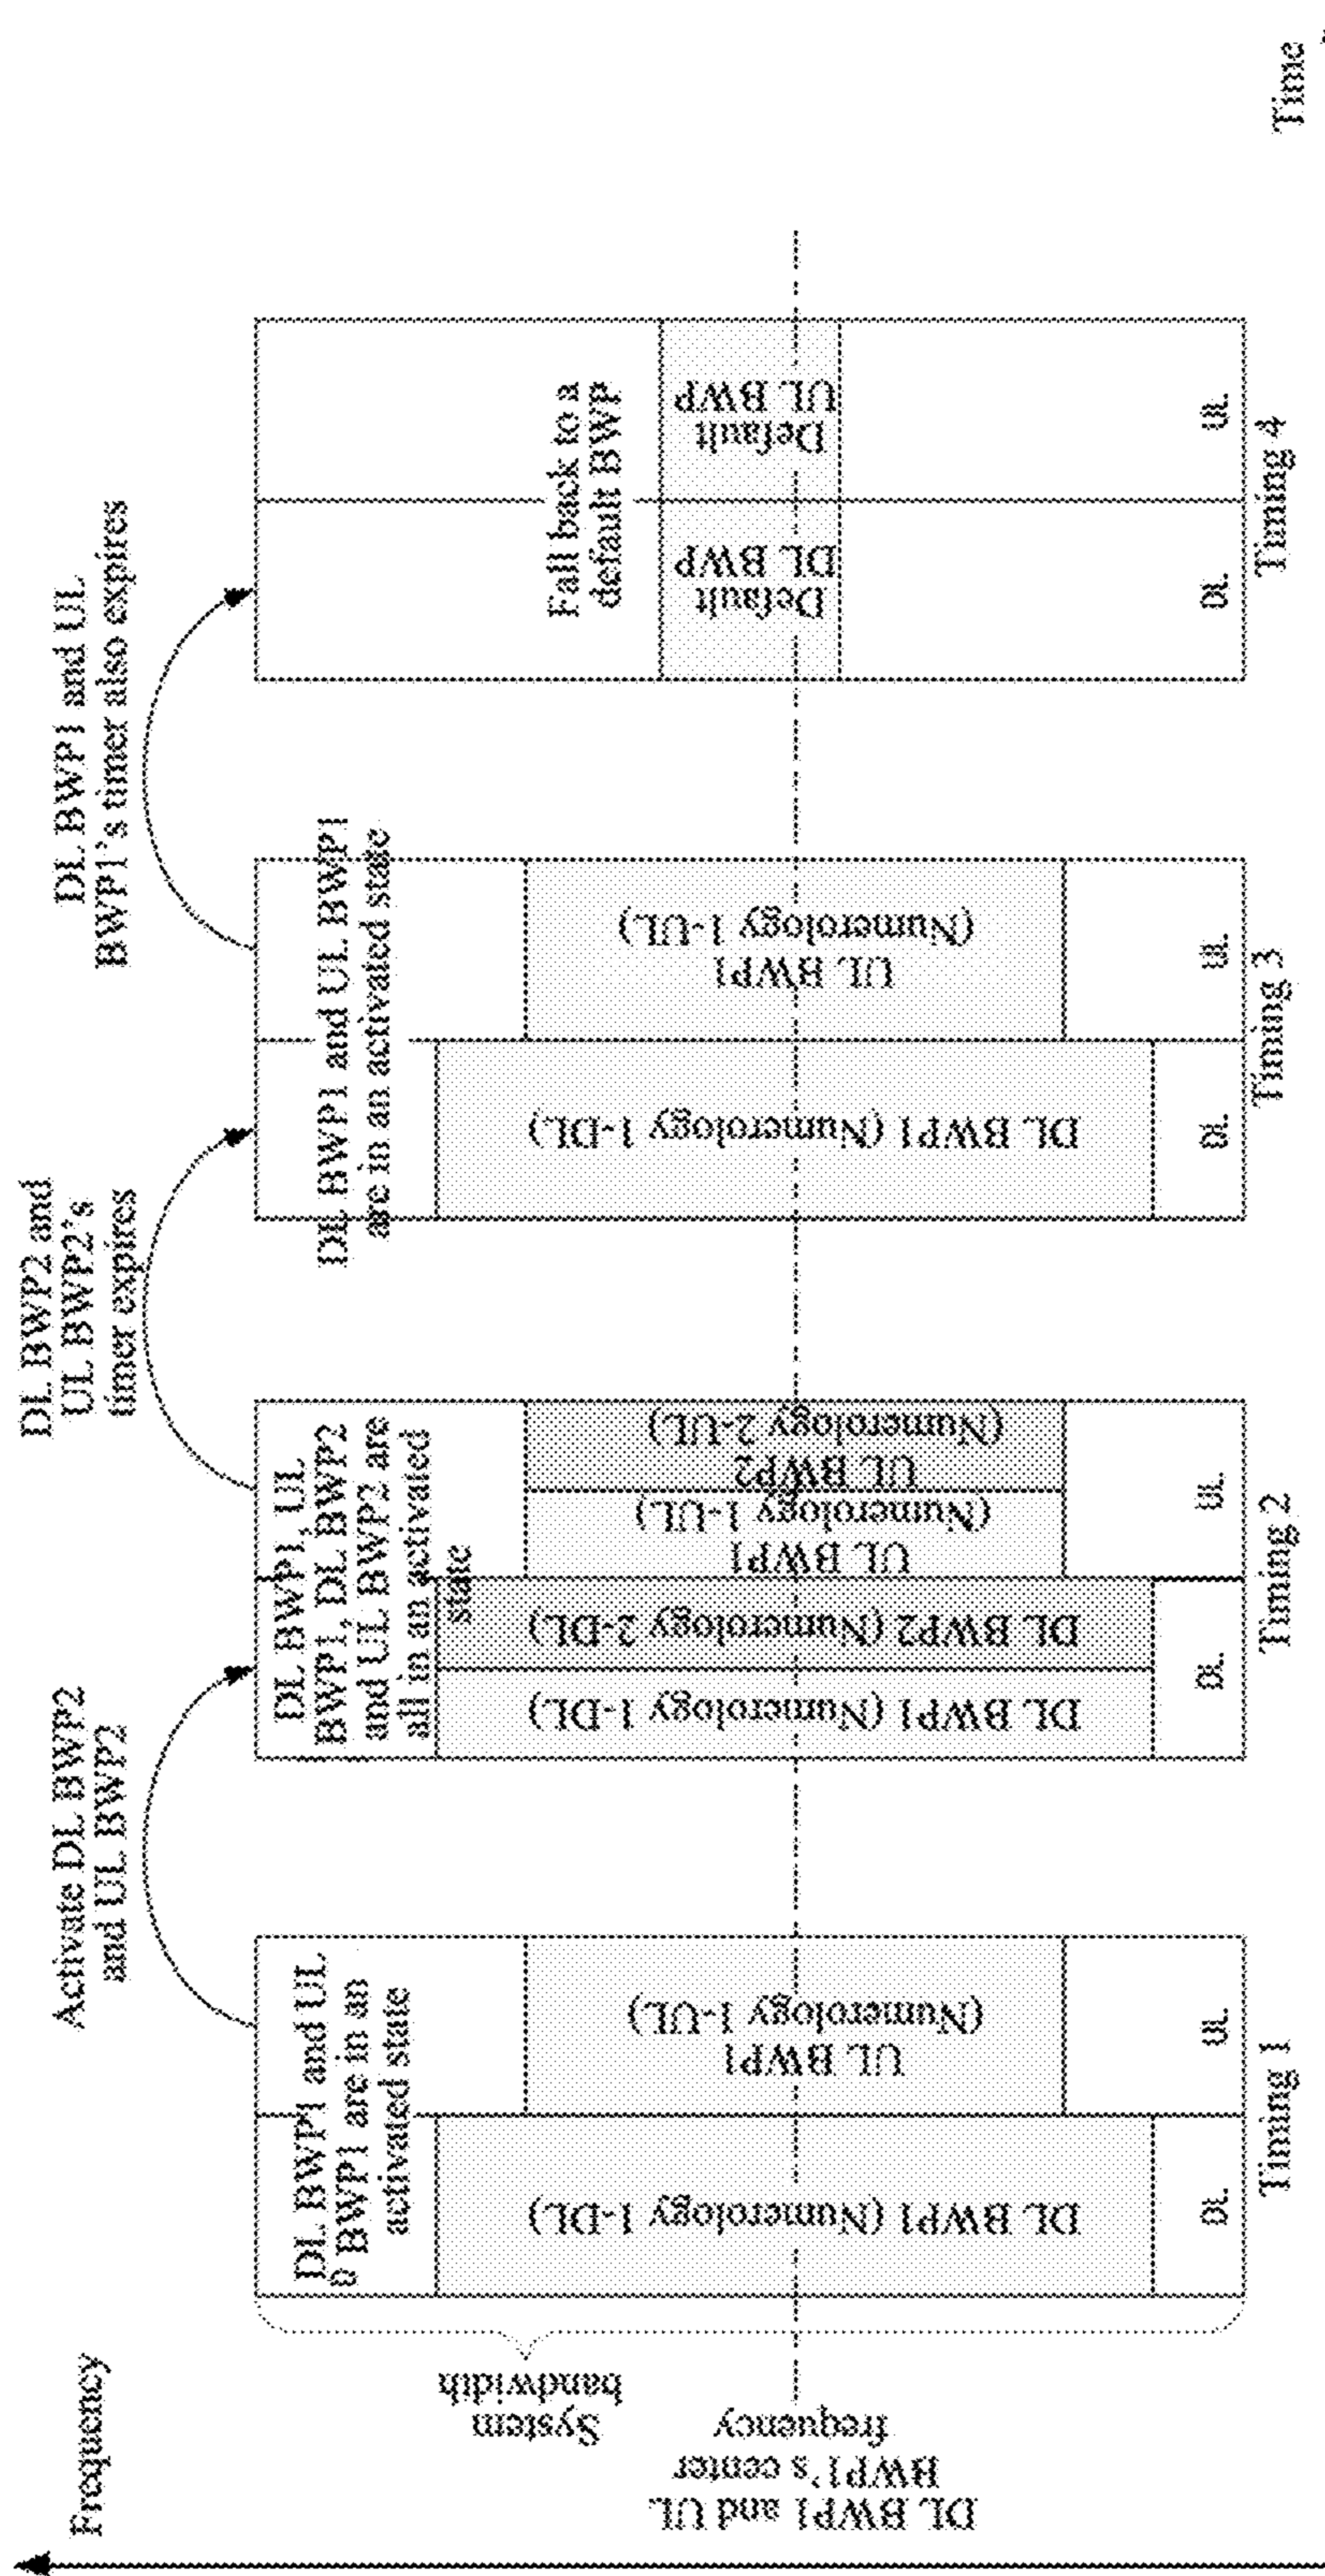 Frequency
Activate DL BWP2
and UL BWP2
DL BWP2 and
UL BWP2's
timer expires
DL BWP1 and UL
BWP1's timer also expires
System
bandwidth
DL BWP1 and UL
BWP1's center
frequency
DL BWP1 and UL
0 BWP1 are in an
activated state
DL BWP1 (Numerology 1-DL)
UL BWP1
(Numerology 1-UL)
DL
UL
Timing 1
DL BWP1, UL
BWP1, DL BWP2
and UL BWP2 are
all in an activated
state
DL BWP1 (Numerology 1-DL)
DL BWP2 (Numerology 2-DL)
UL BWP1
(Numerology 1-UL)
UL BWP2
(Numerology 2-UL)
DL
UL
Timing 2
DL BWP1 and UL BWP1
are in an activated state
DL BWP1 (Numerology 1-DL)
UL BWP1
(Numerology 1-UL)
DL
UL
Timing 3
Fall back to a
default BWP
Default
DL BWP
Default
UL BWP
DL
UL
Timing 4
Time